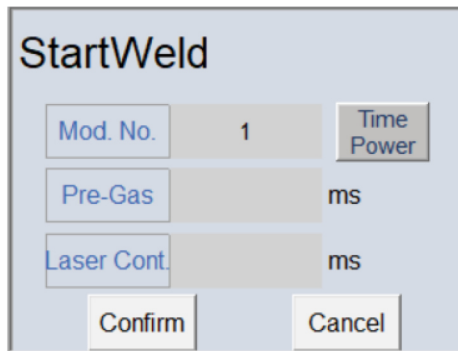 StartWeld
Mod. No. 1 Time
Power
Pre-Gas ms
Laser Cont. ms
Confirm Cancel